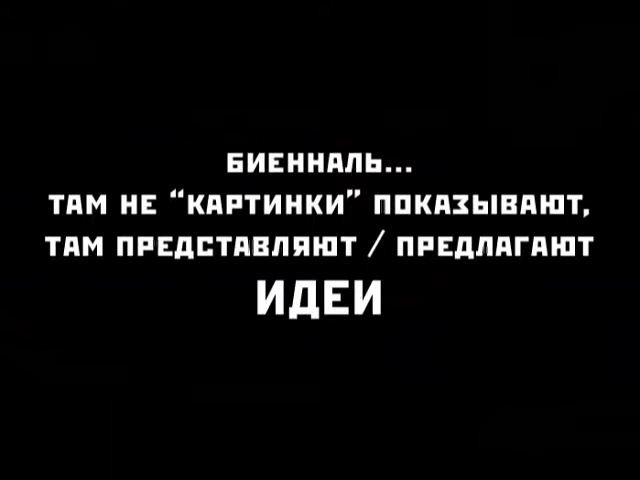 БИЕННАЛЬ...
ТАМ НЕ “КАРТИНКИ” ПОКАЗЫВАЮТ,
ТАМ ПРЕДСТАВЛЯЮТ / ПРЕДЛАГАЮТ
ИДЕИ